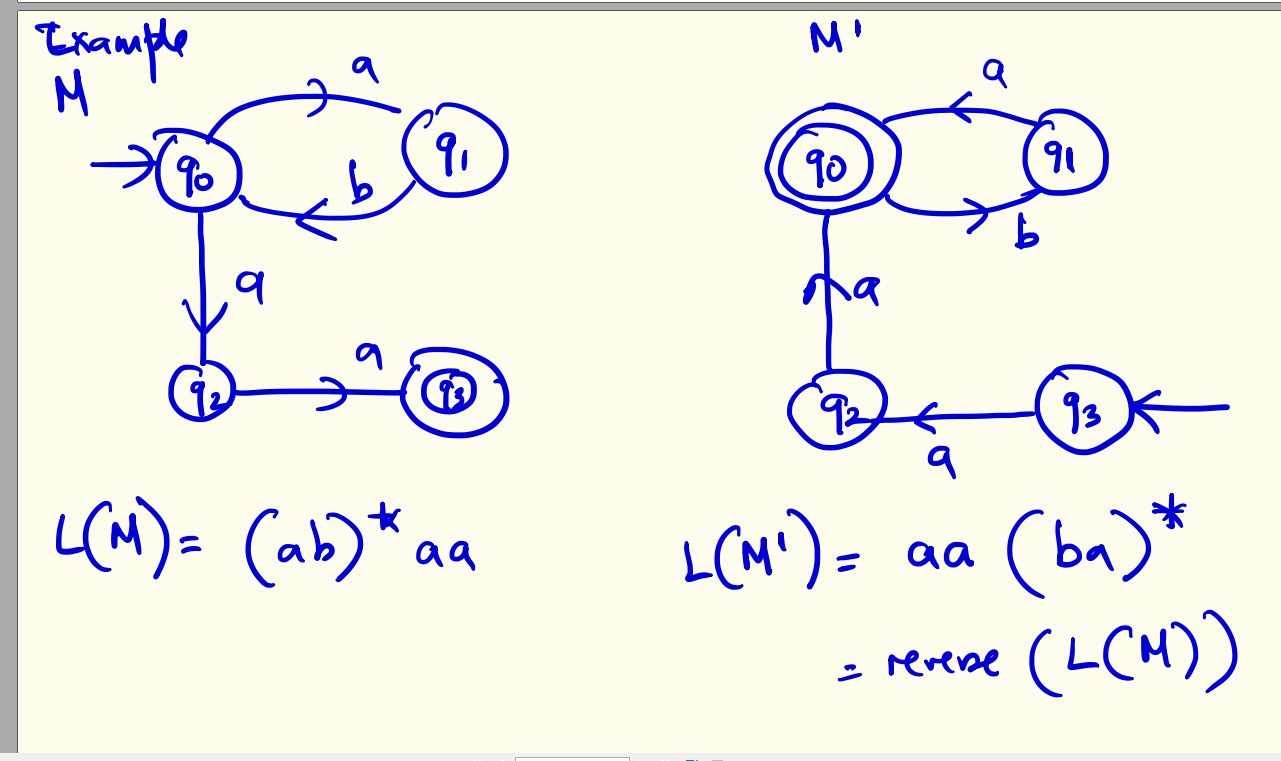 Example
M
a
q0
q1
b
a
q2
a
q3
L(M) = (ab)* aa
M'
a
q0
q1
b
a
q2
q3
a
L(M') = aa (ba)*
= reverse (L(M))